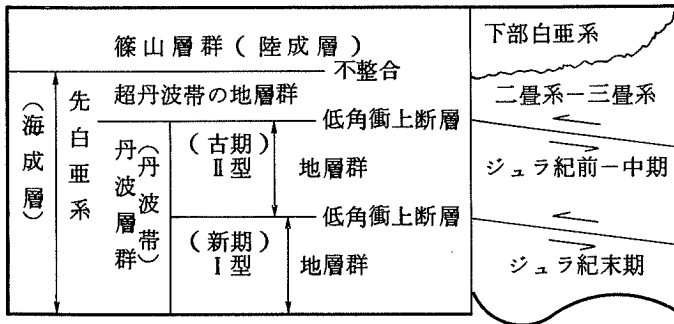 篠山層群(陸成層)
下部白亜系
不整合
超丹波帯の地層群
二畳系−三畳系
低角衝上断層
(海成層)
先白亜系
丹波層群
(丹波帯)
(古期)
Ⅱ型
地層群
ジュラ紀前−中期
低角衝上断層
(新期)
Ⅰ型
地層群
ジュラ紀末期